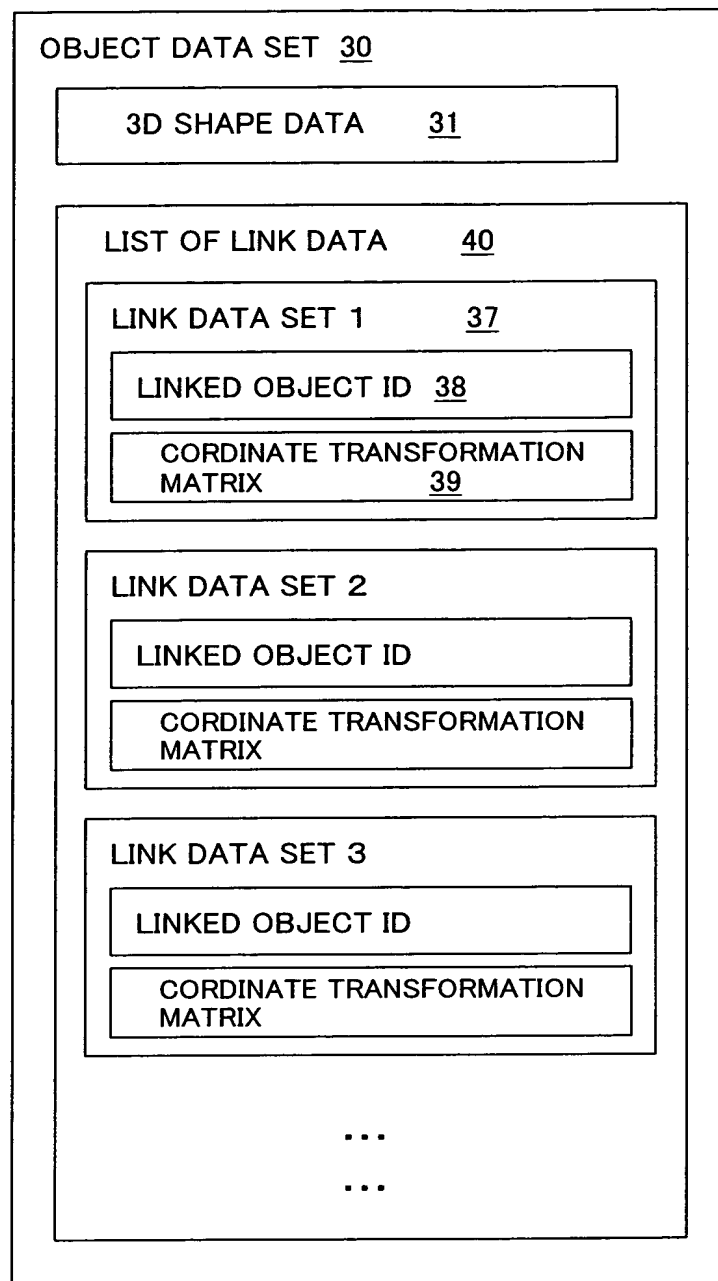 OBJECT DATA SET 30
3D SHAPE DATA 31
LIST OF LINK DATA 40
LINK DATA SET 1 37
LINKED OBJECT ID 38
CORDINATE TRANSFORMATION
MATRIX 39
LINK DATA SET 2
LINKED OBJECT ID
CORDINATE TRANSFORMATION
MATRIX
LINK DATA SET 3
LINKED OBJECT ID
CORDINATE TRANSFORMATION
MATRIX
...
...